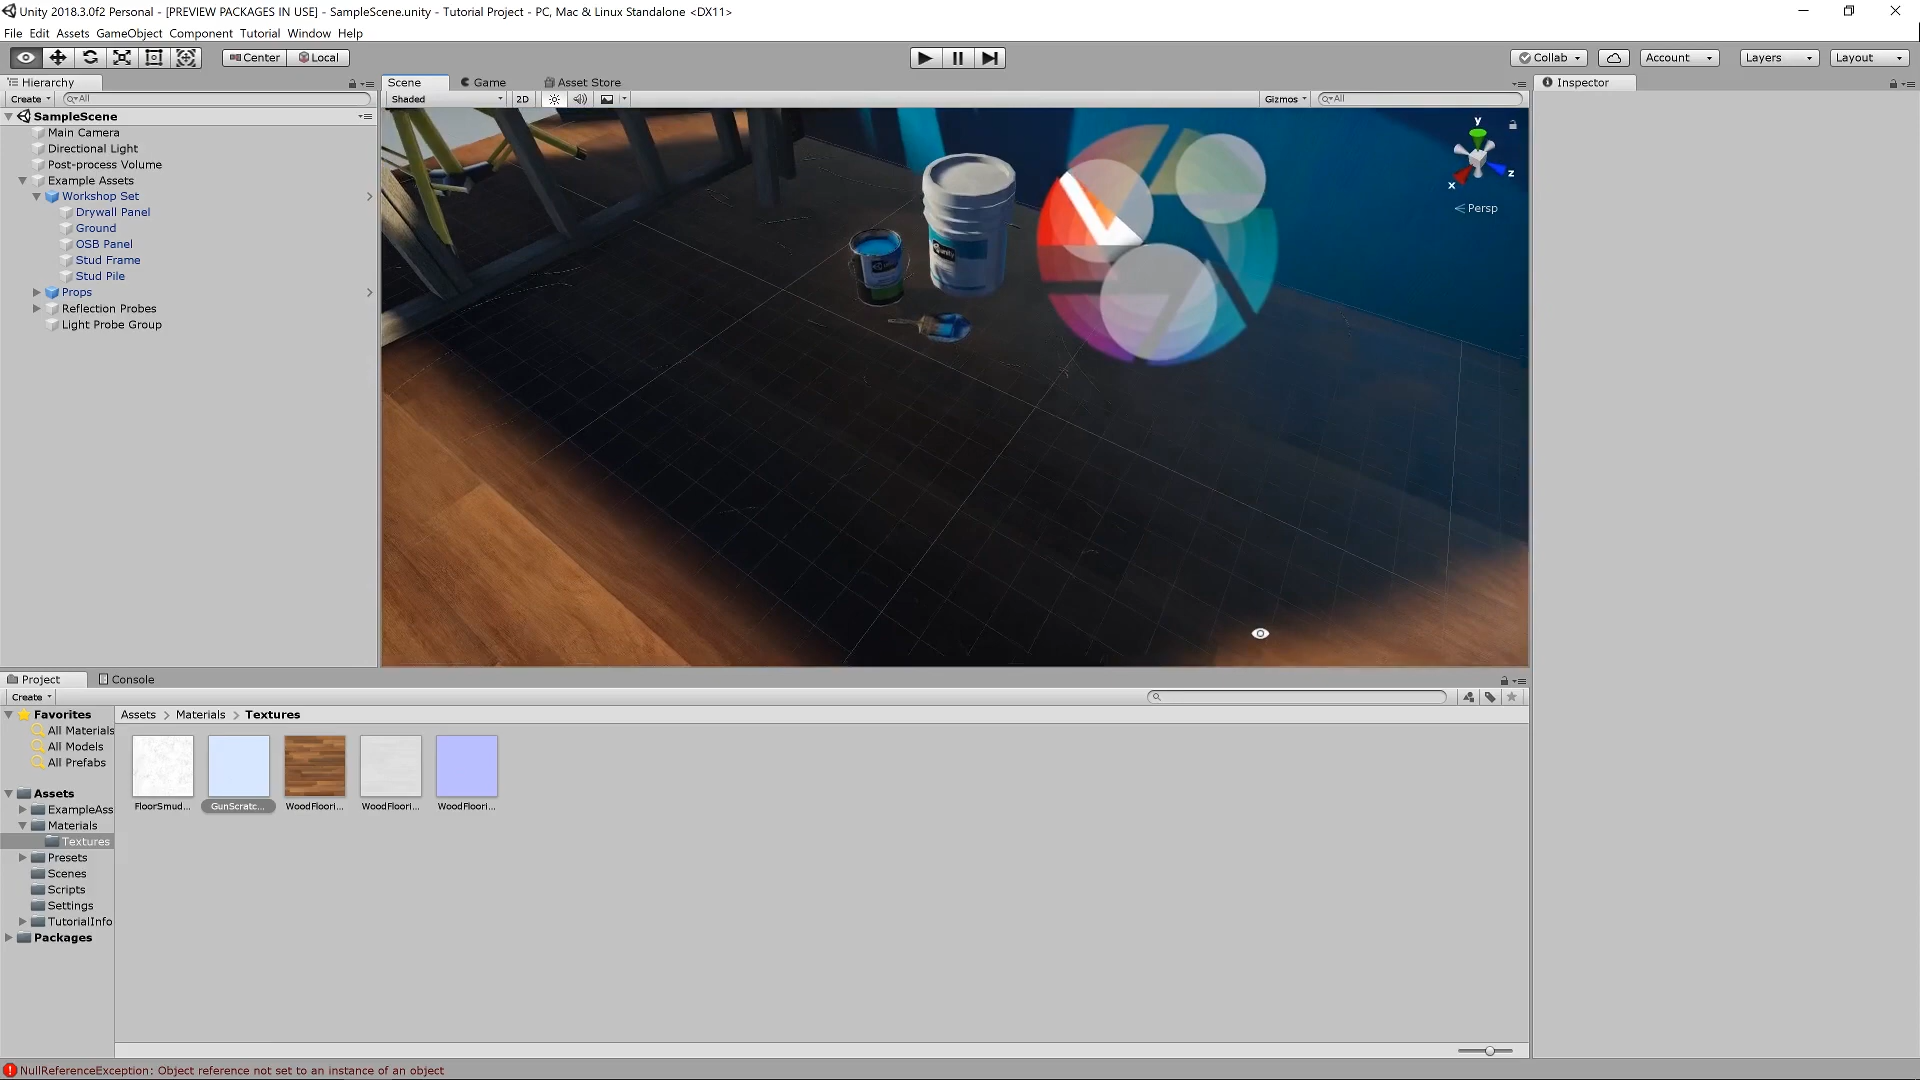 Unity 2018.3.0f2 Personal - [PREVIEW PACKAGES IN USE] - SampleScene.unity - Tutorial Project - PC, Mac & Linux Standalone <DX11>
File Edit Assets GameObject Component Tutorial Window Help
Center Local Collab Account Layers Layout
Hierarchy
Create All
SampleScene
Main Camera
Directional Light
Post-process Volume
Example Assets
Workshop Set
Drywall Panel
Ground
OSB Panel
Stud Frame
Stud Pile
Props
Reflection Probes
Light Probe Group
Scene Game Asset Store
Shaded 2D Gizmos All
y
x
z
Persp
unity
Inspector
Project Console
Create
Favorites
All Materials
All Models
All Prefabs
Assets
ExampleAss
Materials
Textures
Presets
Scenes
Scripts
Settings
TutorialInfo
Packages
Assets > Materials > Textures
FloorSmud... GunScratc... WoodFloori... WoodFloori... WoodFloori...
NullReferenceException: Object reference not set to an instance of an object